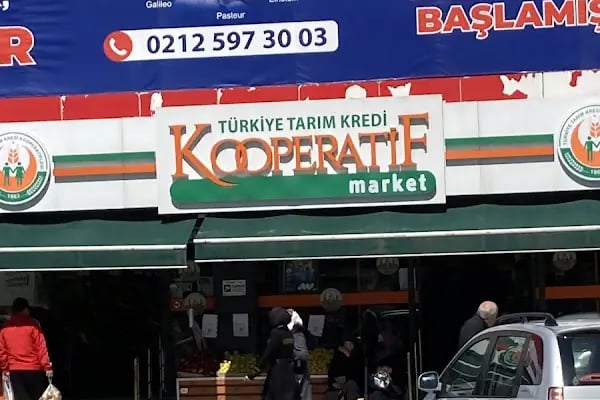 Galileo
Pasteur
0212 597 30 03
BAŞLAMIŞ
TÜRKİYE TARIM KREDİ
KOOPERATİF
market